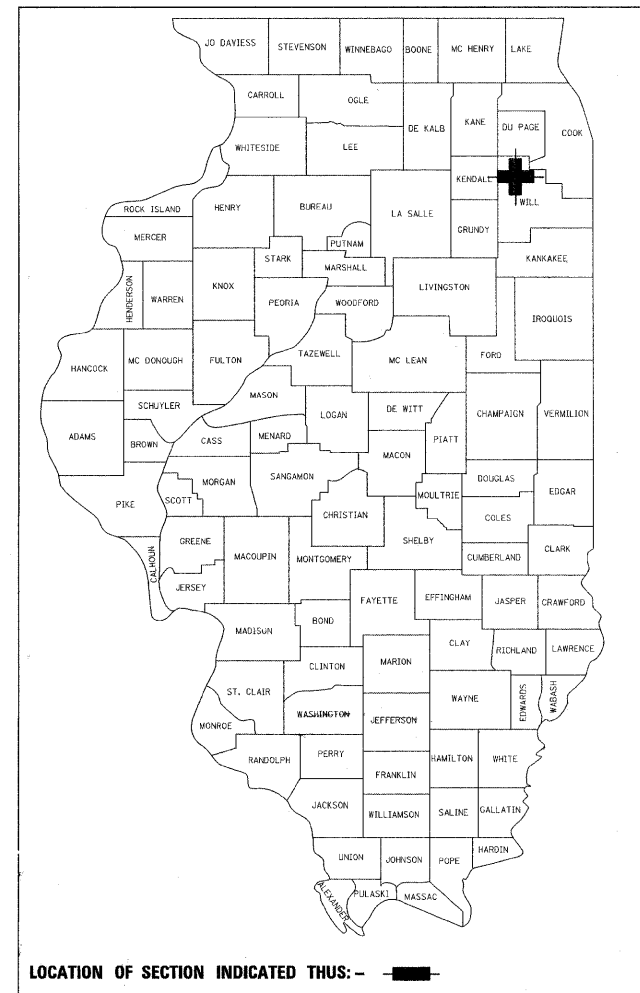 JO DAVIESS STEVENSON WINNEBAGO BOONE MC HENRY LAKE
CARROLL OGLE DE KALB KANE DU PAGE COOK
WHITESIDE LEE
KENDALL WILL
ROCK ISLAND HENRY BUREAU LA SALLE GRUNDY
MERCER PUTNAM
STARK MARSHALL KANKAKEE
HENDERSON WARREN KNOX PEORIA WOODFORD LIVINGSTON IROQUOIS
HANCOCK MC DONOUGH FULTON TAZEWELL MC LEAN FORD
SCHUYLER MASON LOGAN DE WITT CHAMPAIGN VERMILION
ADAMS BROWN CASS MENARD MACON PIATT
MORGAN SANGAMON DOUGLAS EDGAR
PIKE SCOTT CHRISTIAN MOULTRIE COLES
GREENE MACOUPIN MONTGOMERY SHELBY CUMBERLAND CLARK
CALHOUN JERSEY
FAYETTE EFFINGHAM JASPER CRAWFORD
MADISON BOND
CLAY RICHLAND LAWRENCE
CLINTON MARION
ST. CLAIR WAYNE EDWARDS WABASH
WASHINGTON JEFFERSON
MONROE
RANDOLPH PERRY HAMILTON WHITE
FRANKLIN
JACKSON WILLIAMSON SALINE GALLATIN
UNION JOHNSON POPE HARDIN
ALEXANDER PULASKI MASSAC
LOCATION OF SECTION INDICATED THUS: -